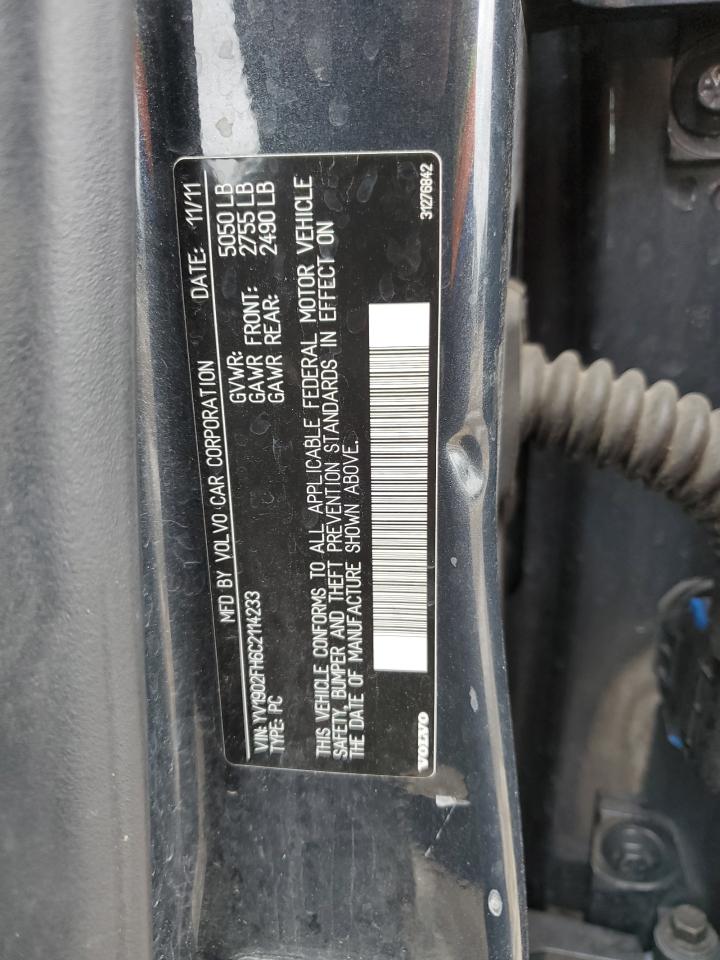 MFD BY VOLVO CAR CORPORATION DATE: 11/11
VIN: YV1902FH6C2114233 GVWR: 5050 LB
TYPE: PC GAWR FRONT: 2755 LB
GAWR REAR: 2490 LB
THIS VEHICLE CONFORMS TO ALL APPLICABLE FEDERAL MOTOR VEHICLE
SAFETY, BUMPER AND THEFT PREVENTION STANDARDS IN EFFECT ON
THE DATE OF MANUFACTURE SHOWN ABOVE.
VOLVO 31276842